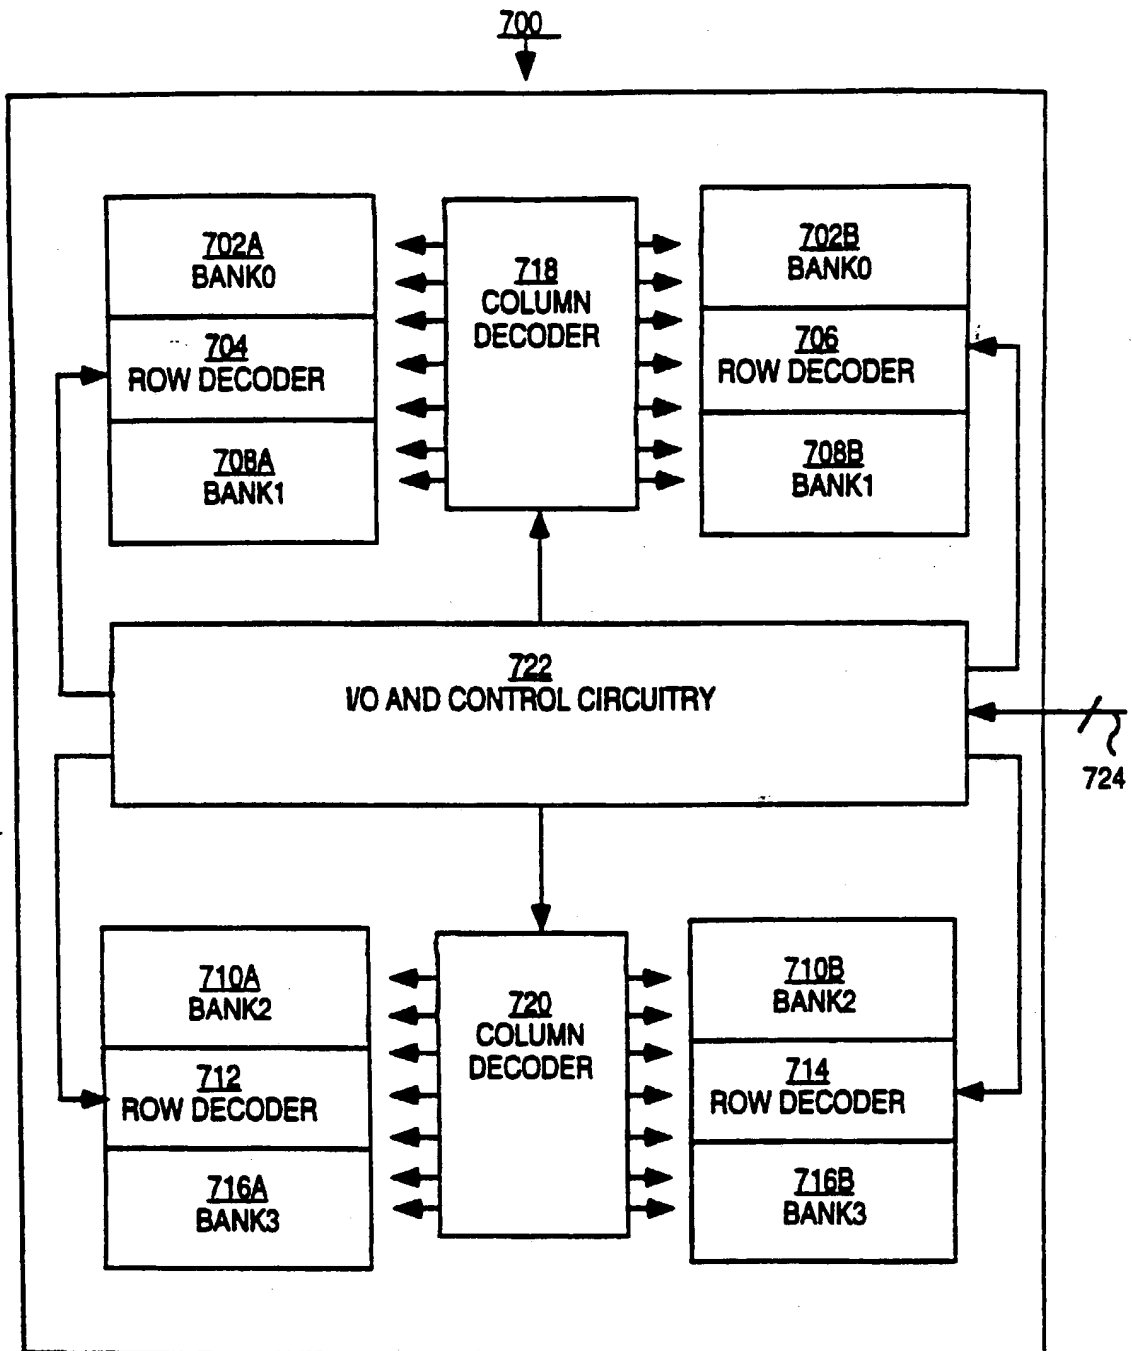 700
702A
BANK0
704
ROW DECODER
708A
BANK1
718
COLUMN
DECODER
702B
BANK0
706
ROW DECODER
708B
BANK1
722
I/O AND CONTROL CIRCUITRY
724
710A
BANK2
712
ROW DECODER
716A
BANK3
720
COLUMN
DECODER
710B
BANK2
714
ROW DECODER
716B
BANK3